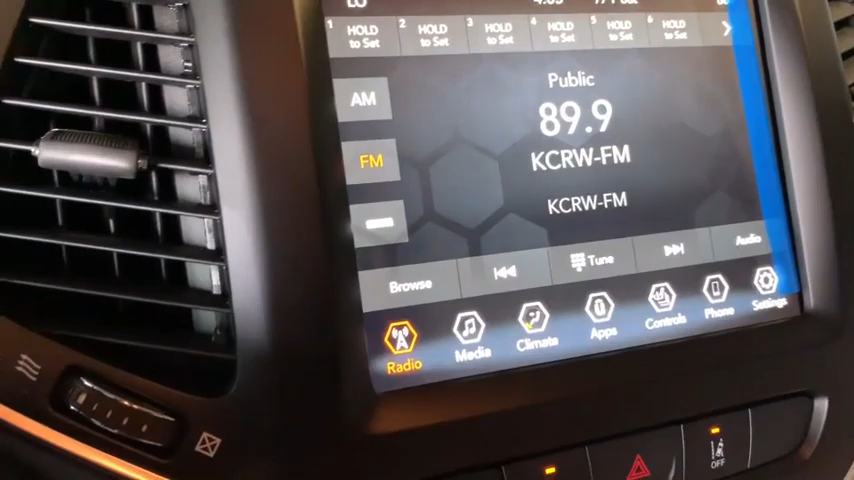 LO
1 HOLD to Set
2 HOLD to Set
3 HOLD to Set
4 HOLD to Set
5 HOLD to Set
6 HOLD to Set
AM
FM
Public
89.9
KCRW-FM
KCRW-FM
Browse
Tune
Audio
Radio
Media
Climate
Apps
Controls
Phone
Settings
OFF